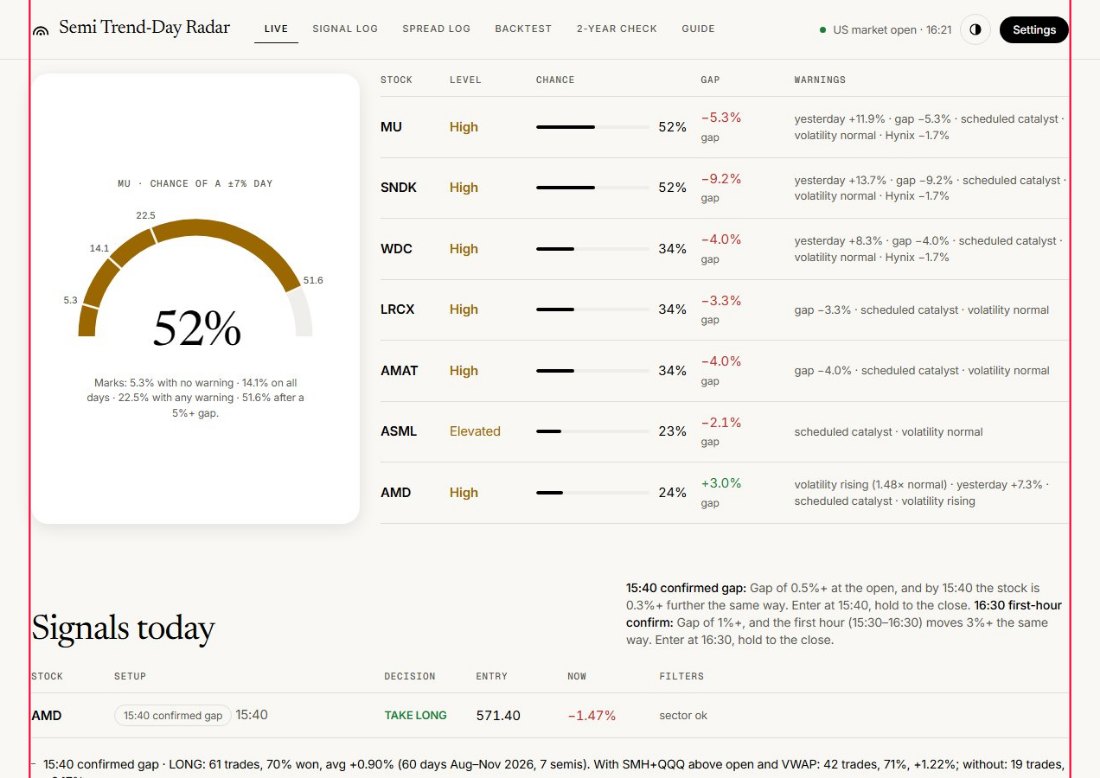 Semi Trend-Day Radar LIVE SIGNAL LOG SPREAD LOG BACKTEST 2-YEAR CHECK GUIDE US market open · 16:21 Settings
MU · CHANCE OF A ±7% DAY
5.3
14.1
22.5
51.6
52%
Marks: 5.3% with no warning · 14.1% on all
days · 22.5% with any warning · 51.6% after a
5%+ gap.
STOCK LEVEL CHANCE GAP WARNINGS
MU High 52% −5.3% gap yesterday +11.9% · gap −5.3% · scheduled catalyst ·
volatility normal · Hynix −1.7%
SNDK High 52% −9.2% gap yesterday +13.7% · gap −9.2% · scheduled catalyst ·
volatility normal · Hynix −1.7%
WDC High 34% −4.0% gap yesterday +8.3% · gap −4.0% · scheduled catalyst ·
volatility normal · Hynix −1.7%
LRCX High 34% −3.3% gap gap −3.3% · scheduled catalyst · volatility normal
AMAT High 34% −4.0% gap gap −4.0% · scheduled catalyst · volatility normal
ASML Elevated 23% −2.1% gap scheduled catalyst · volatility normal
AMD High 24% +3.0% gap volatility rising (1.48× normal) · yesterday +7.3% ·
scheduled catalyst · volatility rising
Signals today
15:40 confirmed gap: Gap of 0.5%+ at the open, and by 15:40 the stock is
0.3%+ further the same way. Enter at 15:40, hold to the close. 16:30 first-hour
confirm: Gap of 1%+, and the first hour (15:30–16:30) moves 3%+ the same
way. Enter at 16:30, hold to the close.
STOCK SETUP DECISION ENTRY NOW FILTERS
AMD 15:40 confirmed gap 15:40 TAKE LONG 571.40 −1.47% sector ok
15:40 confirmed gap · LONG: 61 trades, 70% won, avg +0.90% (60 days Aug–Nov 2026, 7 semis). With SMH+QQQ above open and VWAP: 42 trades, 71%, +1.22%; without: 19 trades,